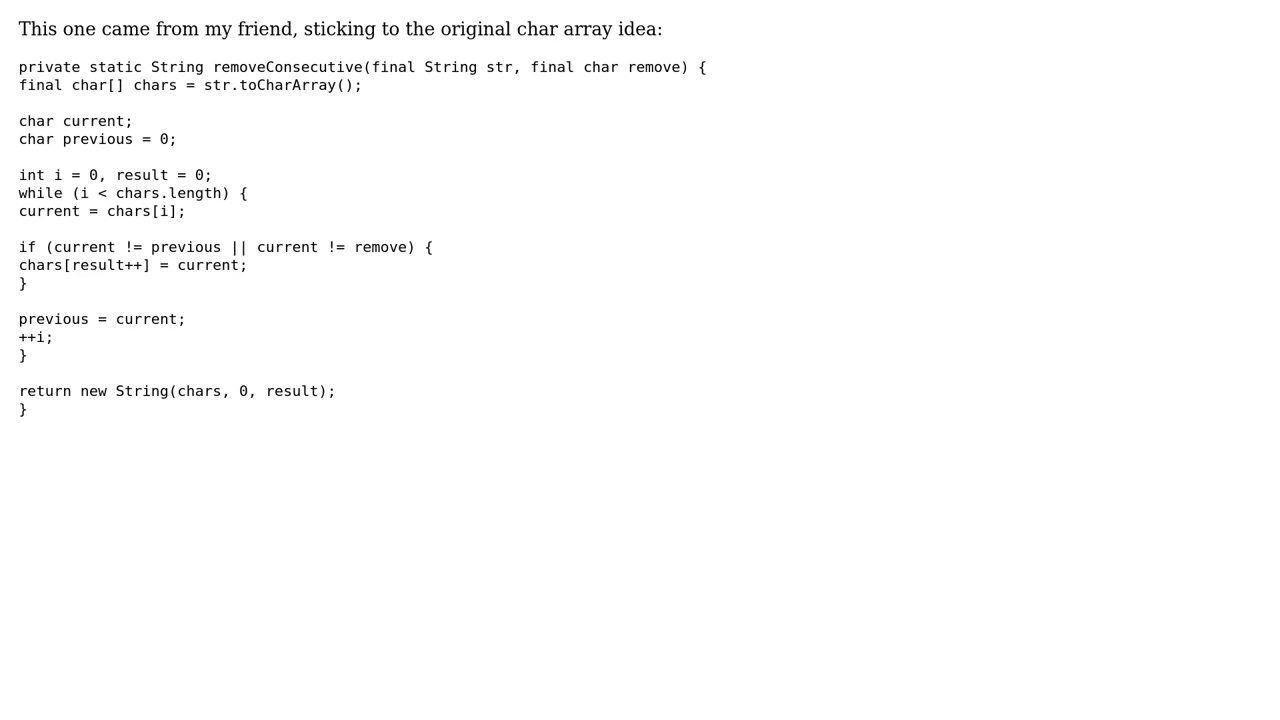 This one came from my friend, sticking to the original char array idea:
private static String removeConsecutive(final String str, final char remove) {
final char[] chars = str.toCharArray();
char current;
char previous = 0;
int i = 0, result = 0;
while (i < chars.length) {
current = chars[i];
if (current != previous || current != remove) {
chars[result++] = current;
}
previous = current;
++i;
}
return new String(chars, 0, result);
}